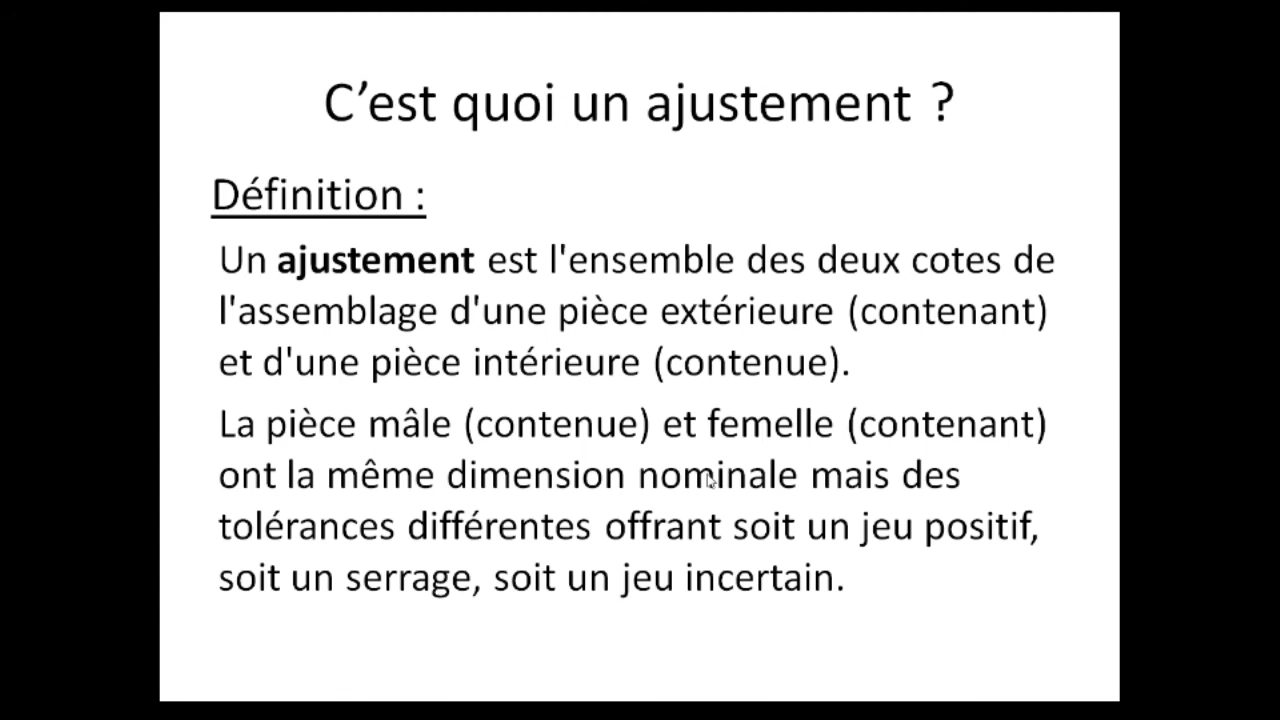 C’est quoi un ajustement ?
Définition :
Un ajustement est l'ensemble des deux cotes de
l'assemblage d'une pièce extérieure (contenant)
et d'une pièce intérieure (contenue).
La pièce mâle (contenue) et femelle (contenant)
ont la même dimension nominale mais des
tolérances différentes offrant soit un jeu positif,
soit un serrage, soit un jeu incertain.